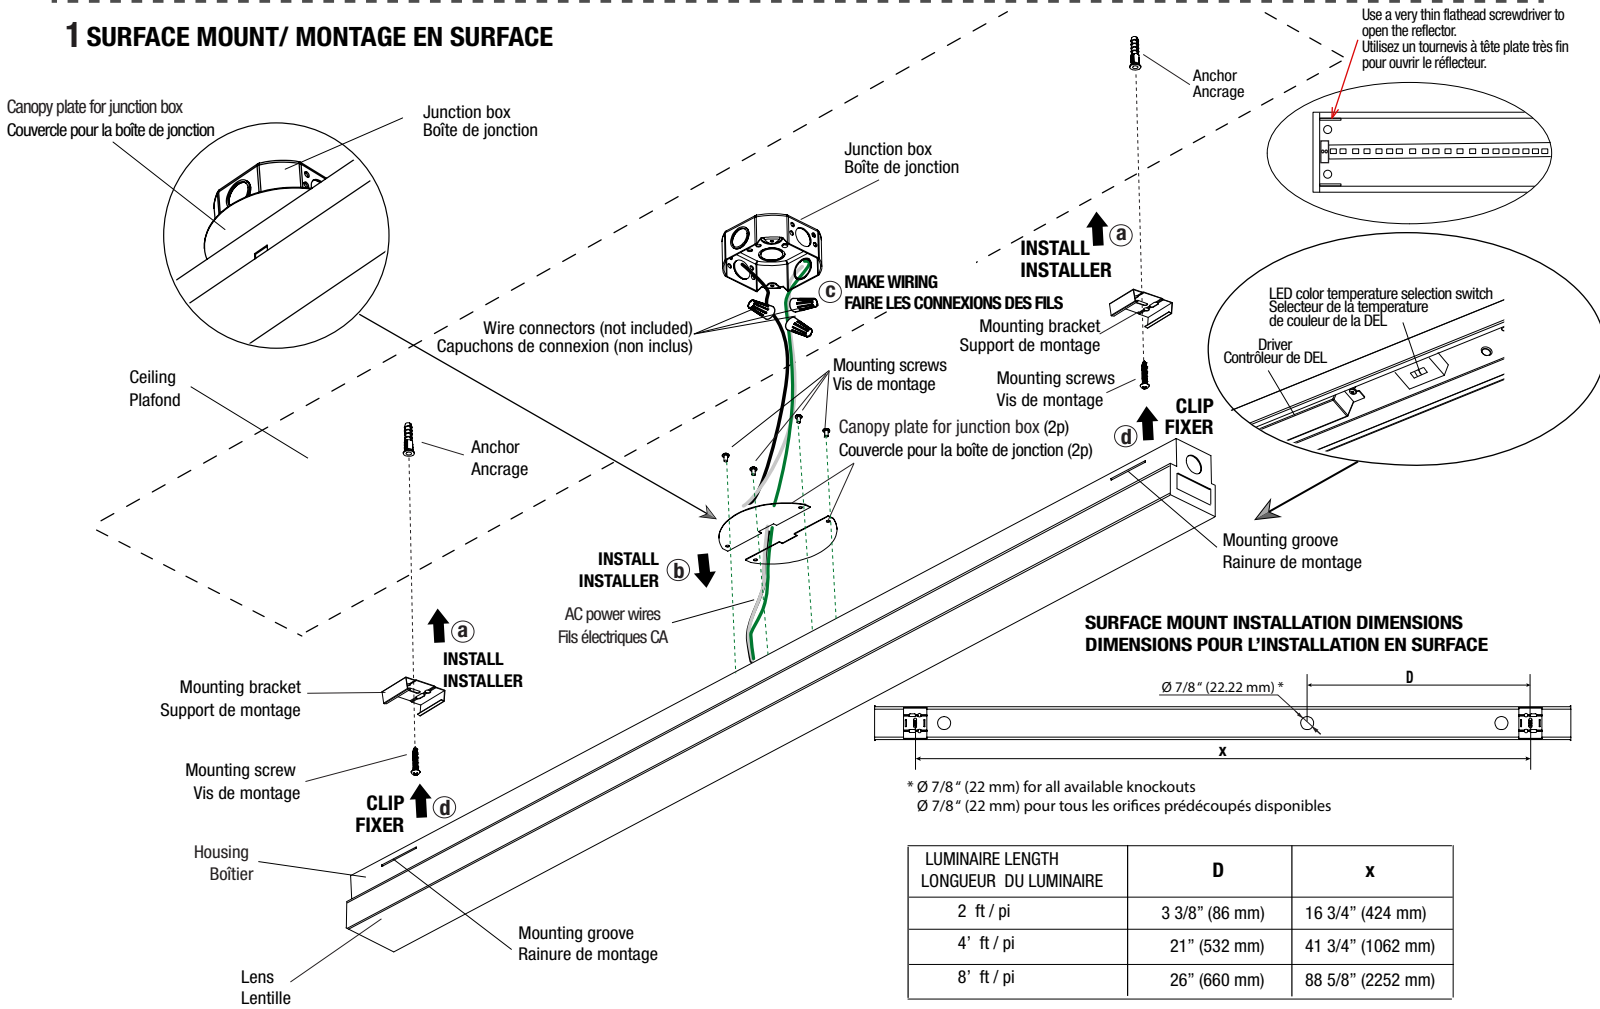 1 SURFACE MOUNT/ MONTAGE EN SURFACE
Use a very thin flathead screwdriver to
open the reflector.
Utilisez un tournevis à tête plate très fin
pour ouvrir le réflecteur.
Canopy plate for junction box
Couvercle pour la boîte de jonction
Junction box
Boîte de jonction
Anchor
Ancrage
Junction box
Boîte de jonction
INSTALL
INSTALLER
a
c
MAKE WIRING
FAIRE LES CONNEXIONS DES FILS
Wire connectors (not included)
Capuchons de connexion (non inclus)
Mounting bracket
Support de montage
LED color temperature selection switch
Selecteur de la temperature
de couleur de la DEL
Driver
Contrôleur de DEL
Ceiling
Plafond
Mounting screws
Vis de montage
Mounting screws
Vis de montage
CLIP
FIXER
d
Canopy plate for junction box (2p)
Couvercle pour la boîte de jonction (2p)
Anchor
Ancrage
INSTALL
INSTALLER
b
Mounting groove
Rainure de montage
AC power wires
Fils électriques CA
a
INSTALL
INSTALLER
Mounting bracket
Support de montage
Mounting screw
Vis de montage
CLIP
FIXER
d
Housing
Boîtier
Mounting groove
Rainure de montage
Lens
Lentille
SURFACE MOUNT INSTALLATION DIMENSIONS
DIMENSIONS POUR L'INSTALLATION EN SURFACE
Ø 7/8" (22.22 mm) *
D
x
* Ø 7/8" (22 mm) for all available knockouts
Ø 7/8" (22 mm) pour tous les orifices prédécoupés disponibles
LUMINAIRE LENGTH
LONGUEUR DU LUMINAIRE
D
x
2 ft / pi 3 3/8" (86 mm) 16 3/4" (424 mm)
4' ft / pi 21" (532 mm) 41 3/4" (1062 mm)
8' ft / pi 26" (660 mm) 88 5/8" (2252 mm)